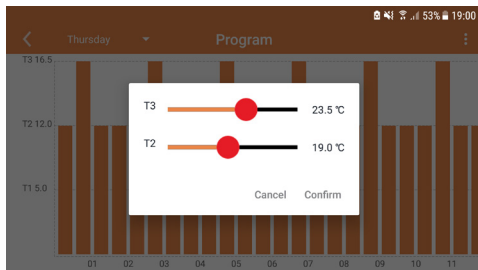 53% 19:00
Thursday Program
T3 16.5
T3 23.5 °C
T2 12.0
T2 19.0 °C
T1 5.0
Cancel Confirm
01 02 03 04 05 06 07 08 09 10 11